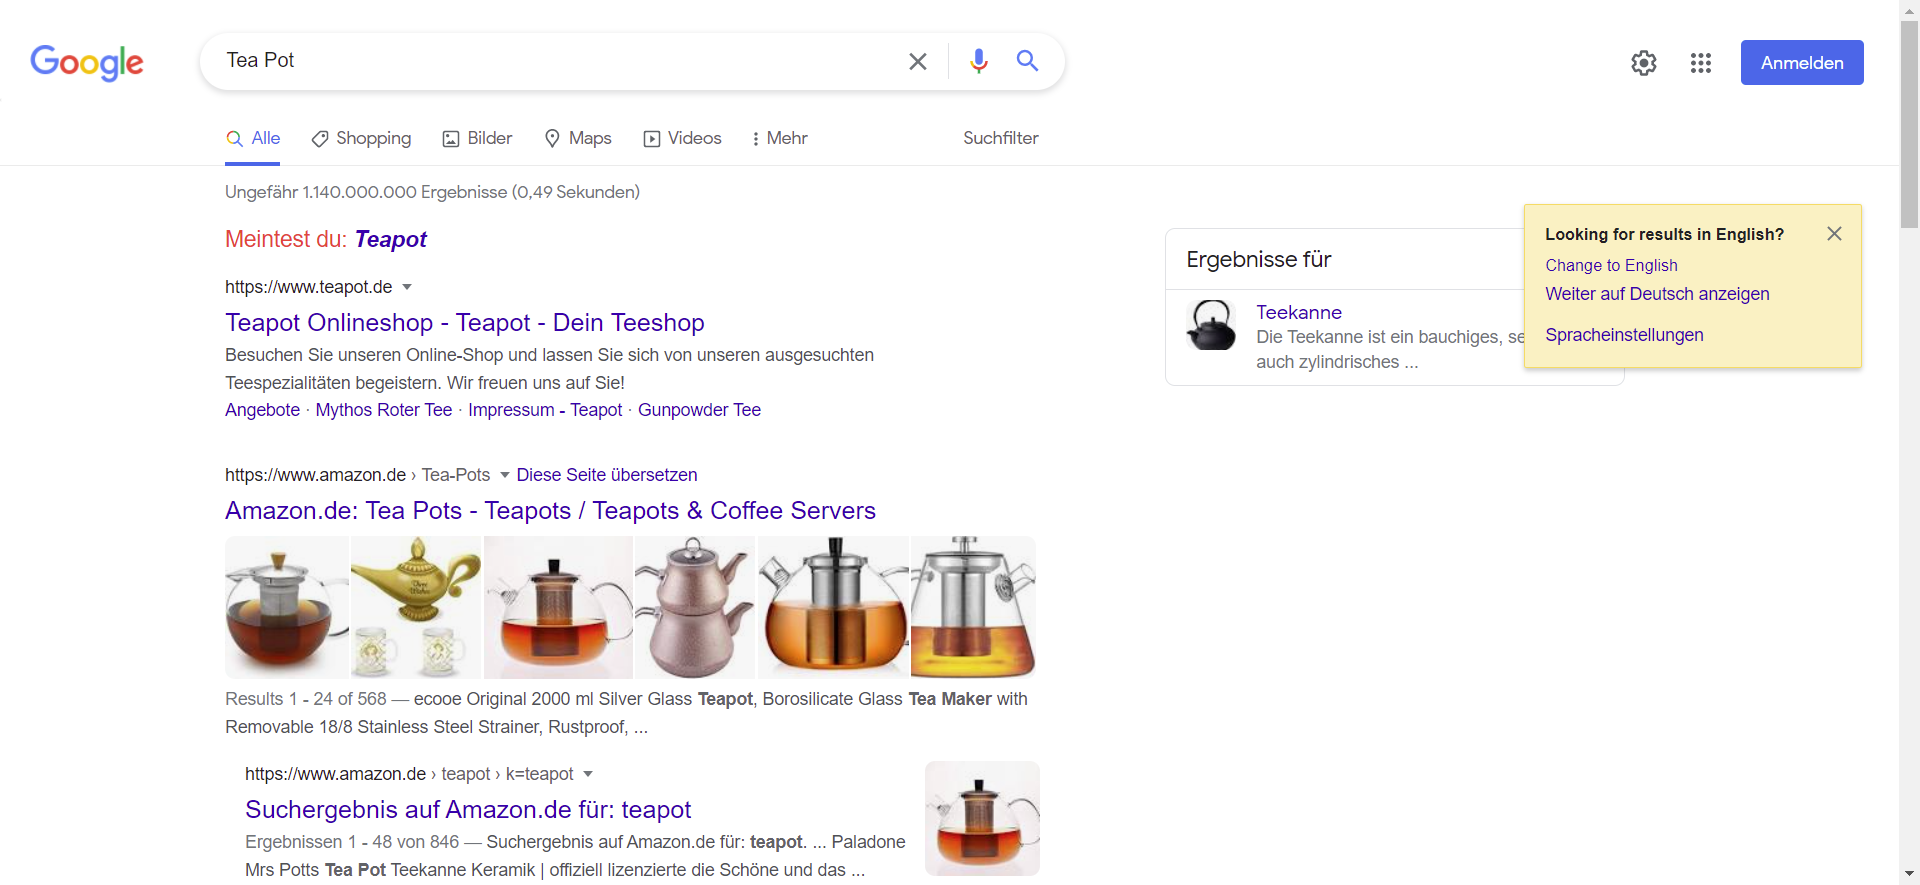 Google
Tea Pot
Anmelden
Alle
Shopping
Bilder
Maps
Videos
Mehr
Suchfilter
Ungefähr 1.140.000.000 Ergebnisse (0,49 Sekunden)
Meintest du: Teapot
https://www.teapot.de
Teapot Onlineshop - Teapot - Dein Teeshop
Besuchen Sie unseren Online-Shop und lassen Sie sich von unseren ausgesuchten
Teespezialitäten begeistern. Wir freuen uns auf Sie!
Angebote · Mythos Roter Tee · Impressum - Teapot · Gunpowder Tee
https://www.amazon.de › Tea-Pots Diese Seite übersetzen
Amazon.de: Tea Pots - Teapots / Teapots & Coffee Servers
Results 1 - 24 of 568 — ecooe Original 2000 ml Silver Glass Teapot, Borosilicate Glass Tea Maker with
Removable 18/8 Stainless Steel Strainer, Rustproof, ...
https://www.amazon.de › teapot › k=teapot
Suchergebnis auf Amazon.de für: teapot
Ergebnissen 1 - 48 von 846 — Suchergebnis auf Amazon.de für: teapot. ... Paladone
Mrs Potts Tea Pot Teekanne Keramik | offiziell lizenzierte die Schöne und das ...
Ergebnisse für
Teekanne
Die Teekanne ist ein bauchiges, se
auch zylindrisches ...
Looking for results in English?
Change to English
Weiter auf Deutsch anzeigen
Spracheinstellungen